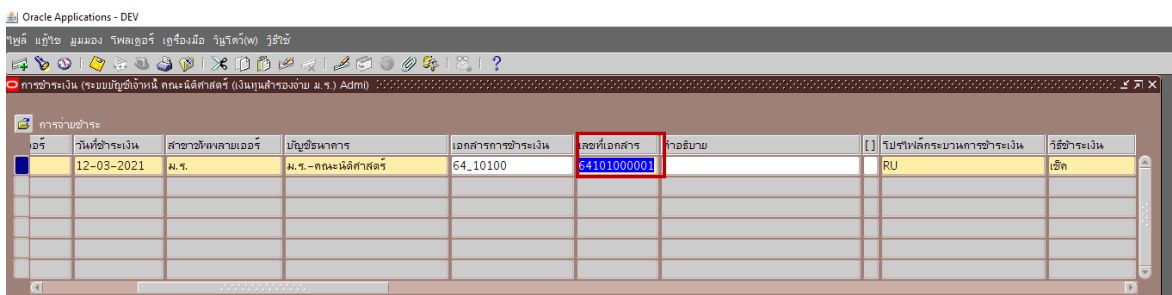 Oracle Applications - DEV
ไฟล์ แก้ไข มุมมอง โฟลเดอร์ เครื่องมือ วินโดว์(w) วิธีใช้
การชำระเงิน (ระบบบัญชีเจ้าหนี้ คณะนิติศาสตร์ (เงินทุนสำรองจ่าย ม.ร.) Admi)
การจ่ายชำระ
อร์ วันที่ชำระเงิน สาขาซัพพลายเออร์ บัญชีธนาคาร เอกสารการชำระเงิน เลขที่เอกสาร คำอธิบาย [ ] โปรไฟล์กระบวนการชำระเงิน วิธีชำระเงิน
12-03-2021 ม.ร. ม.ร.-คณะนิติศาสตร์ 64_10100 64101000001 RU เช็ค